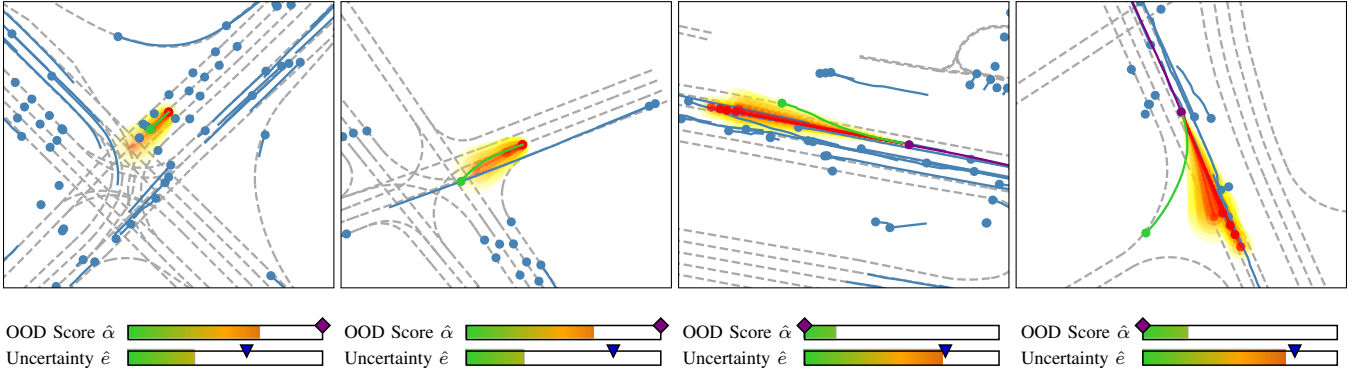 OOD Score α̂ OOD Score α̂ OOD Score α̂ OOD Score α̂
Uncertainty ê Uncertainty ê Uncertainty ê Uncertainty ê